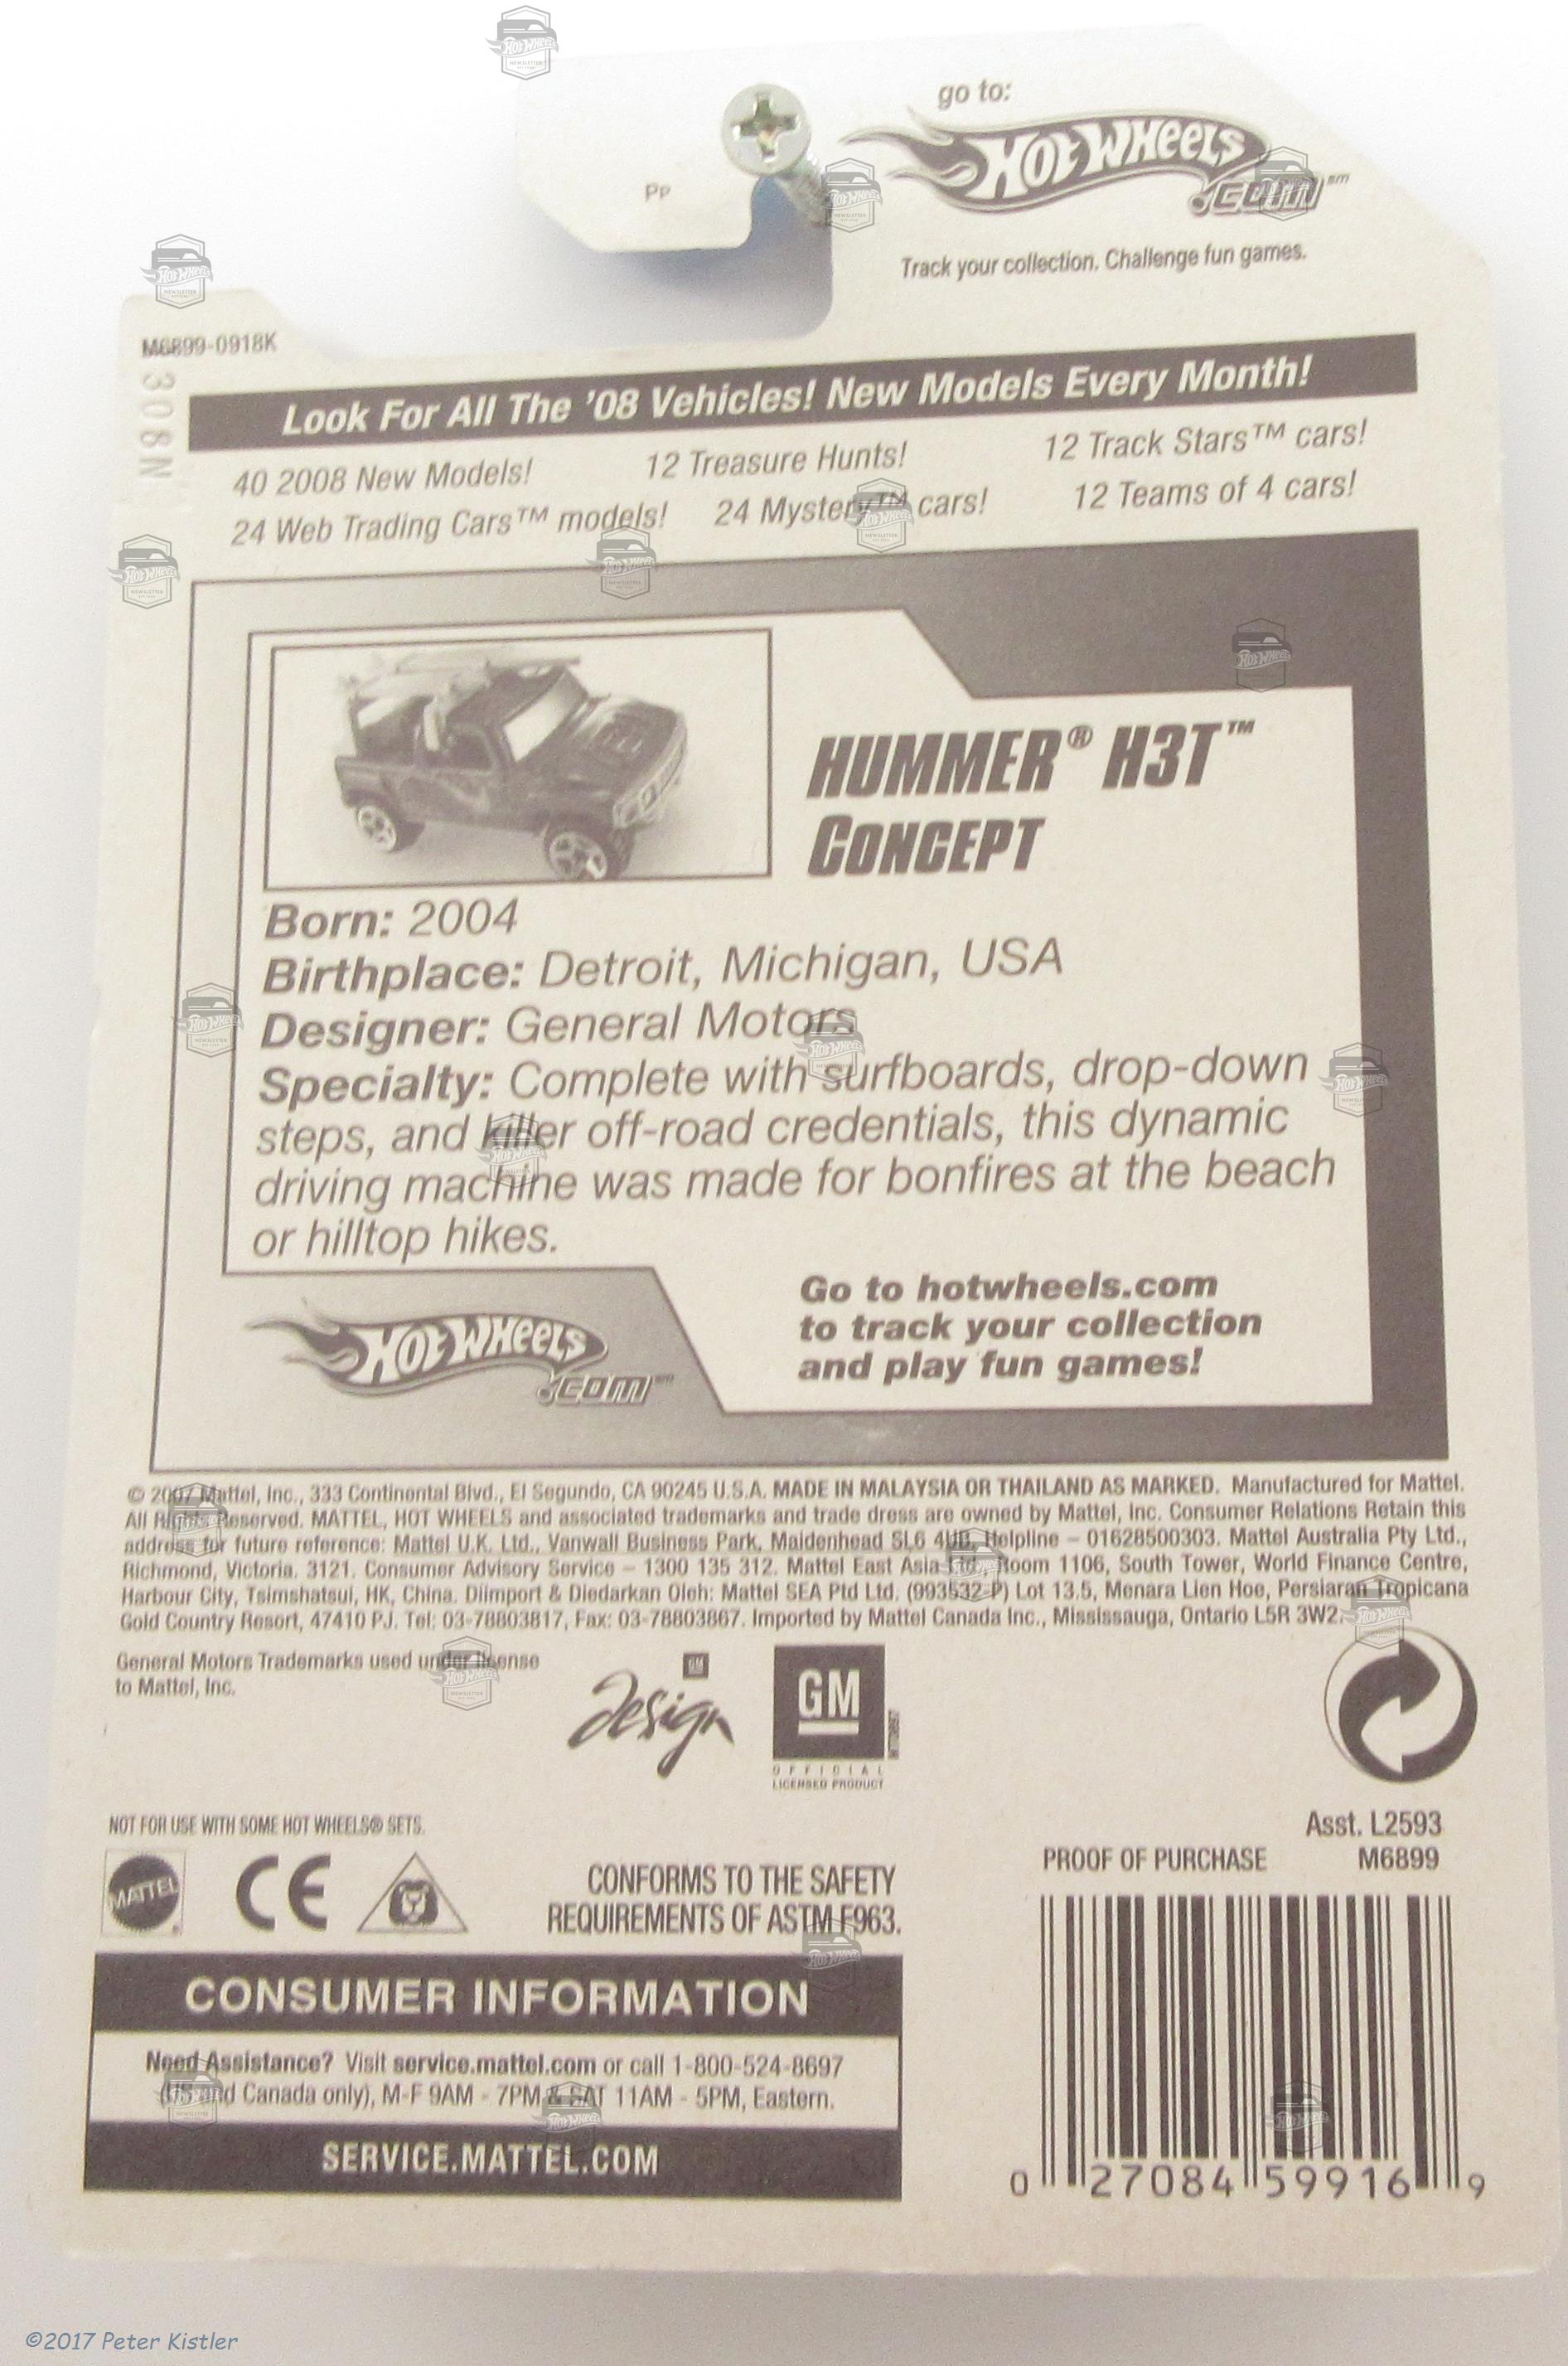 go to:
HOT WHEELS
.com℠
Pp
Track your collection. Challenge fun games.
M6899-0918K
308N
Look For All The '08 Vehicles! New Models Every Month!
40 2008 New Models! 12 Treasure Hunts! 12 Track Stars™ cars!
24 Web Trading Cars™ models! 24 Mystery™ cars! 12 Teams of 4 cars!
HUMMER® H3T™
CONCEPT
Born: 2004
Birthplace: Detroit, Michigan, USA
Designer: General Motors
Specialty: Complete with surfboards, drop-down
steps, and killer off-road credentials, this dynamic
driving machine was made for bonfires at the beach
or hilltop hikes.
HOT WHEELS
.com℠
Go to hotwheels.com
to track your collection
and play fun games!
© 2007 Mattel, Inc., 333 Continental Blvd., El Segundo, CA 90245 U.S.A. MADE IN MALAYSIA OR THAILAND AS MARKED. Manufactured for Mattel.
All Rights Reserved. MATTEL, HOT WHEELS and associated trademarks and trade dress are owned by Mattel, Inc. Consumer Relations Retain this
address for future reference: Mattel U.K. Ltd., Vanwall Business Park, Maidenhead SL6 4UB. Helpline – 01628500303. Mattel Australia Pty Ltd.,
Richmond, Victoria. 3121. Consumer Advisory Service – 1300 135 312. Mattel East Asia Ltd., Room 1106, South Tower, World Finance Centre,
Harbour City, Tsimshatsui, HK, China. Diimport & Diedarkan Oleh: Mattel SEA Ptd Ltd. (993532-P) Lot 13.5, Menara Lien Hoe, Persiaran Tropicana
Gold Country Resort, 47410 PJ. Tel: 03-78803817, Fax: 03-78803867. Imported by Mattel Canada Inc., Mississauga, Ontario L5R 3W2.
General Motors Trademarks used under license
to Mattel, Inc.
GM
Design
GM
OFFICIAL
LICENSED PRODUCT
NOT FOR USE WITH SOME HOT WHEELS® SETS.
MATTEL
CE
CONFORMS TO THE SAFETY
REQUIREMENTS OF ASTM F963.
Asst. L2593
PROOF OF PURCHASE M6899
CONSUMER INFORMATION
Need Assistance? Visit service.mattel.com or call 1-800-524-8697
(US and Canada only), M-F 9AM - 7PM & SAT 11AM - 5PM, Eastern.
SERVICE.MATTEL.COM
0 27084 59916 9
©2017 Peter Kistler